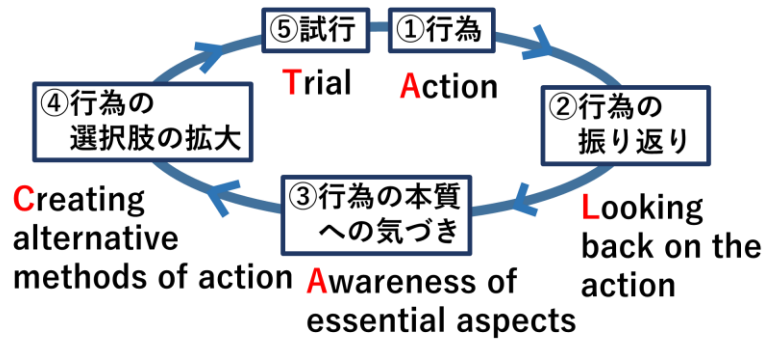 ⑤試行
Trial
①行為
Action
②行為の
振り返り
Looking
back on the
action
③行為の本質
への気づき
Awareness of
essential aspects
④行為の
選択肢の拡大
Creating
alternative
methods of action